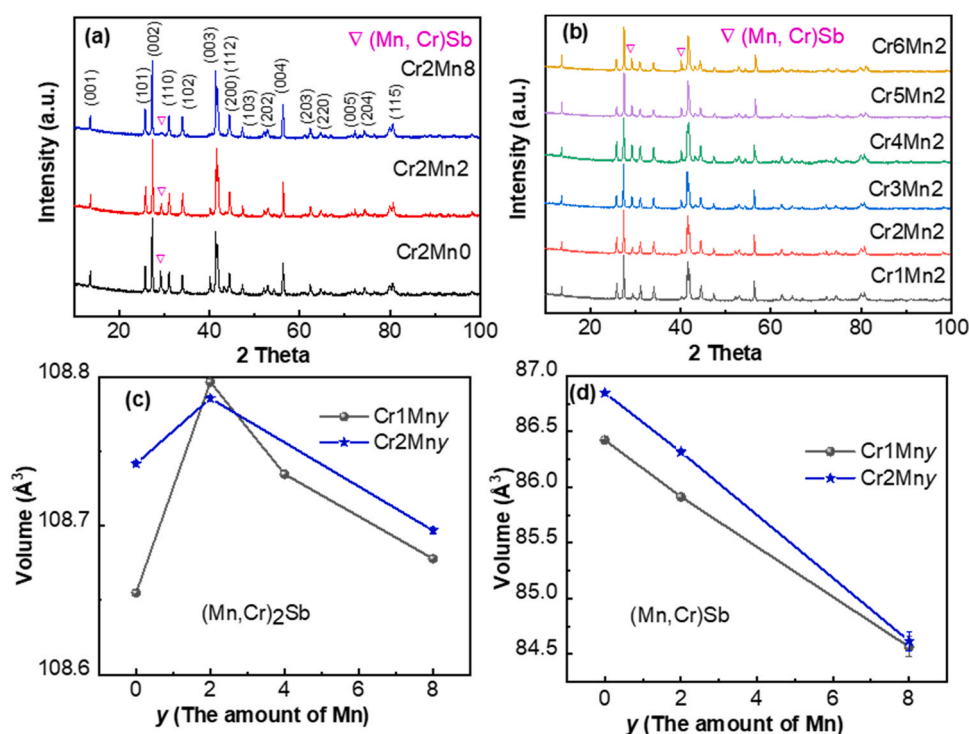 (a)
▽ (Mn, Cr)Sb
Cr2Mn8
Cr2Mn2
Cr2Mn0
(001)
(101)
(002)
(110)
(102)
(003)
(200)
(112)
(103)
(202)
(004)
(203)
(220)
(005)
(204)
(115)
Intensity (a.u.)
20 40 60 80 100
2 Theta
(b)
▽ (Mn, Cr)Sb
Cr6Mn2
Cr5Mn2
Cr4Mn2
Cr3Mn2
Cr2Mn2
Cr1Mn2
Intensity (a.u.)
20 40 60 80 100
2 Theta
(c)
Cr1Mny
Cr2Mny
(Mn,Cr)2Sb
Volume (Å3)
108.8
108.7
108.6
0 2 4 6 8
y (The amount of Mn)
(d)
Cr1Mny
Cr2Mny
(Mn,Cr)Sb
Volume (Å3)
87.0
86.5
86.0
85.5
85.0
84.5
0 2 4 6 8
y (The amount of Mn)